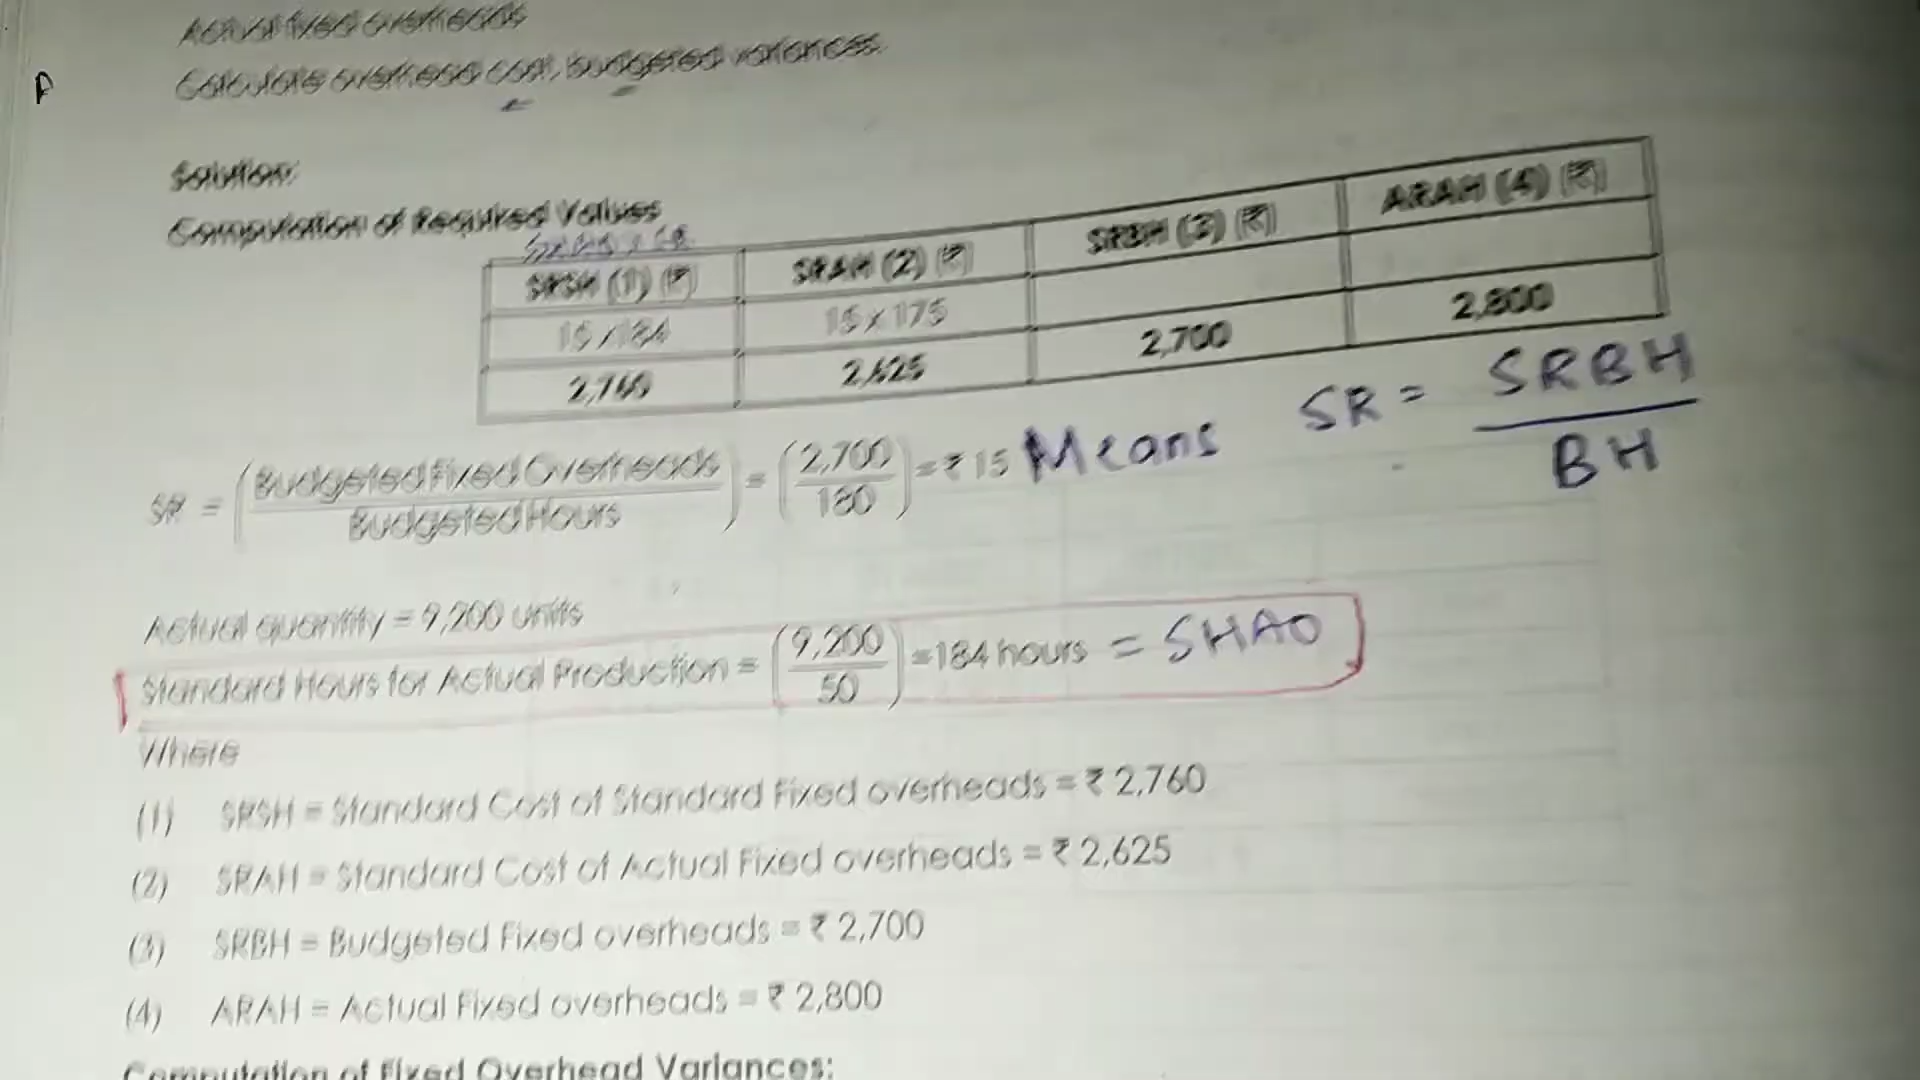 Actual fixed overheads
Calculate overhead cost, budgeted variances.
A
Solution:
Computation of Required Values
SRSH (1) (₹) SRAH (2) (₹) SRBH (3) (₹) ARAH (4) (₹)
15 x 184 15 x 175
2,760 2,625 2,700 2,800
SR = (Budgeted Fixed Overheads / Budgeted Hours) = (2,700 / 180) = ₹ 15 Means SR = SRBH / BH
Actual quantity = 9,200 units
Standard Hours for Actual Production = (9,200 / 50) = 184 hours = SHAO
Where
(1) SRSH = Standard Cost of Standard Fixed overheads = ₹ 2,760
(2) SRAH = Standard Cost of Actual Fixed overheads = ₹ 2,625
(3) SRBH = Budgeted Fixed overheads = ₹ 2,700
(4) ARAH = Actual Fixed overheads = ₹ 2,800
Computation of Fixed Overhead Variances: